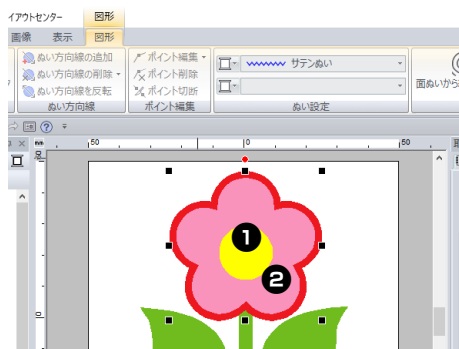 イアウトセンター 図形
画像 表示 図形
ぬい方向線の追加 ポイント編集
サテンぬい
ぬい方向線の削除 ポイント削除
面ぬいから
ぬい方向線を反転 ポイント切断
ぬい方向線 ポイント編集 ぬい設定
mm 50 0 50
1
2
0